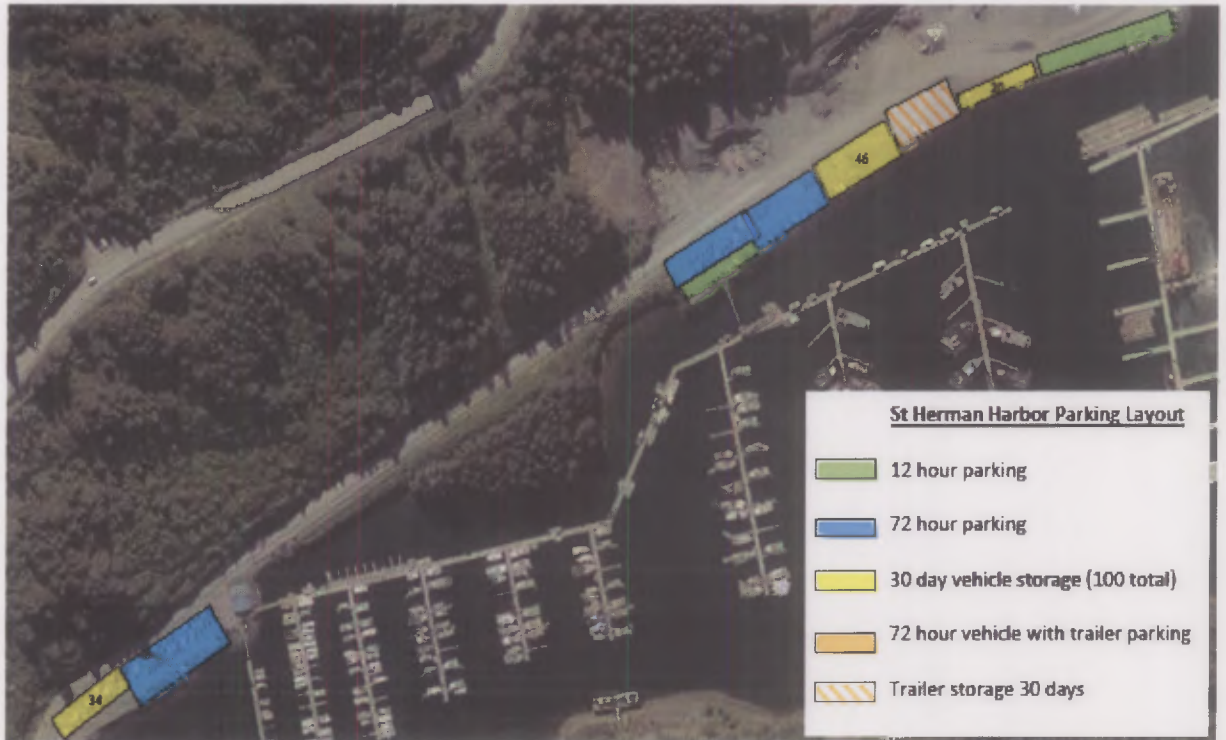 46
34
St Herman Harbor Parking Layout
12 hour parking
72 hour parking
30 day vehicle storage (100 total)
72 hour vehicle with trailer parking
Trailer storage 30 days